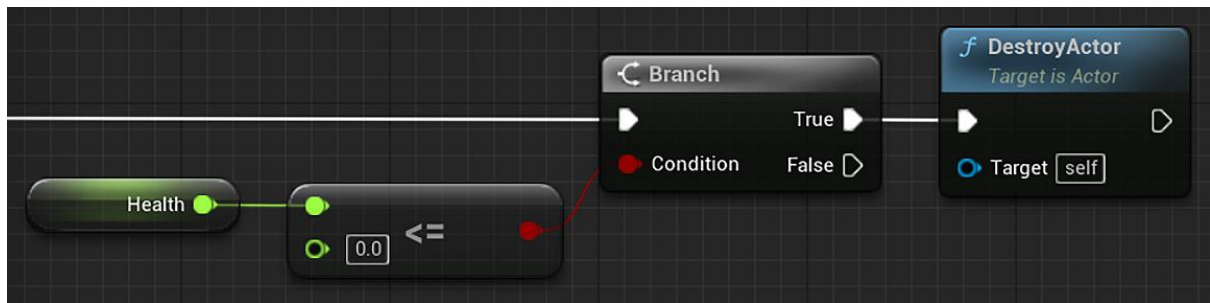 Health
0.0
<=
Branch
True
Condition
False
f DestroyActor
Target is Actor
Target self